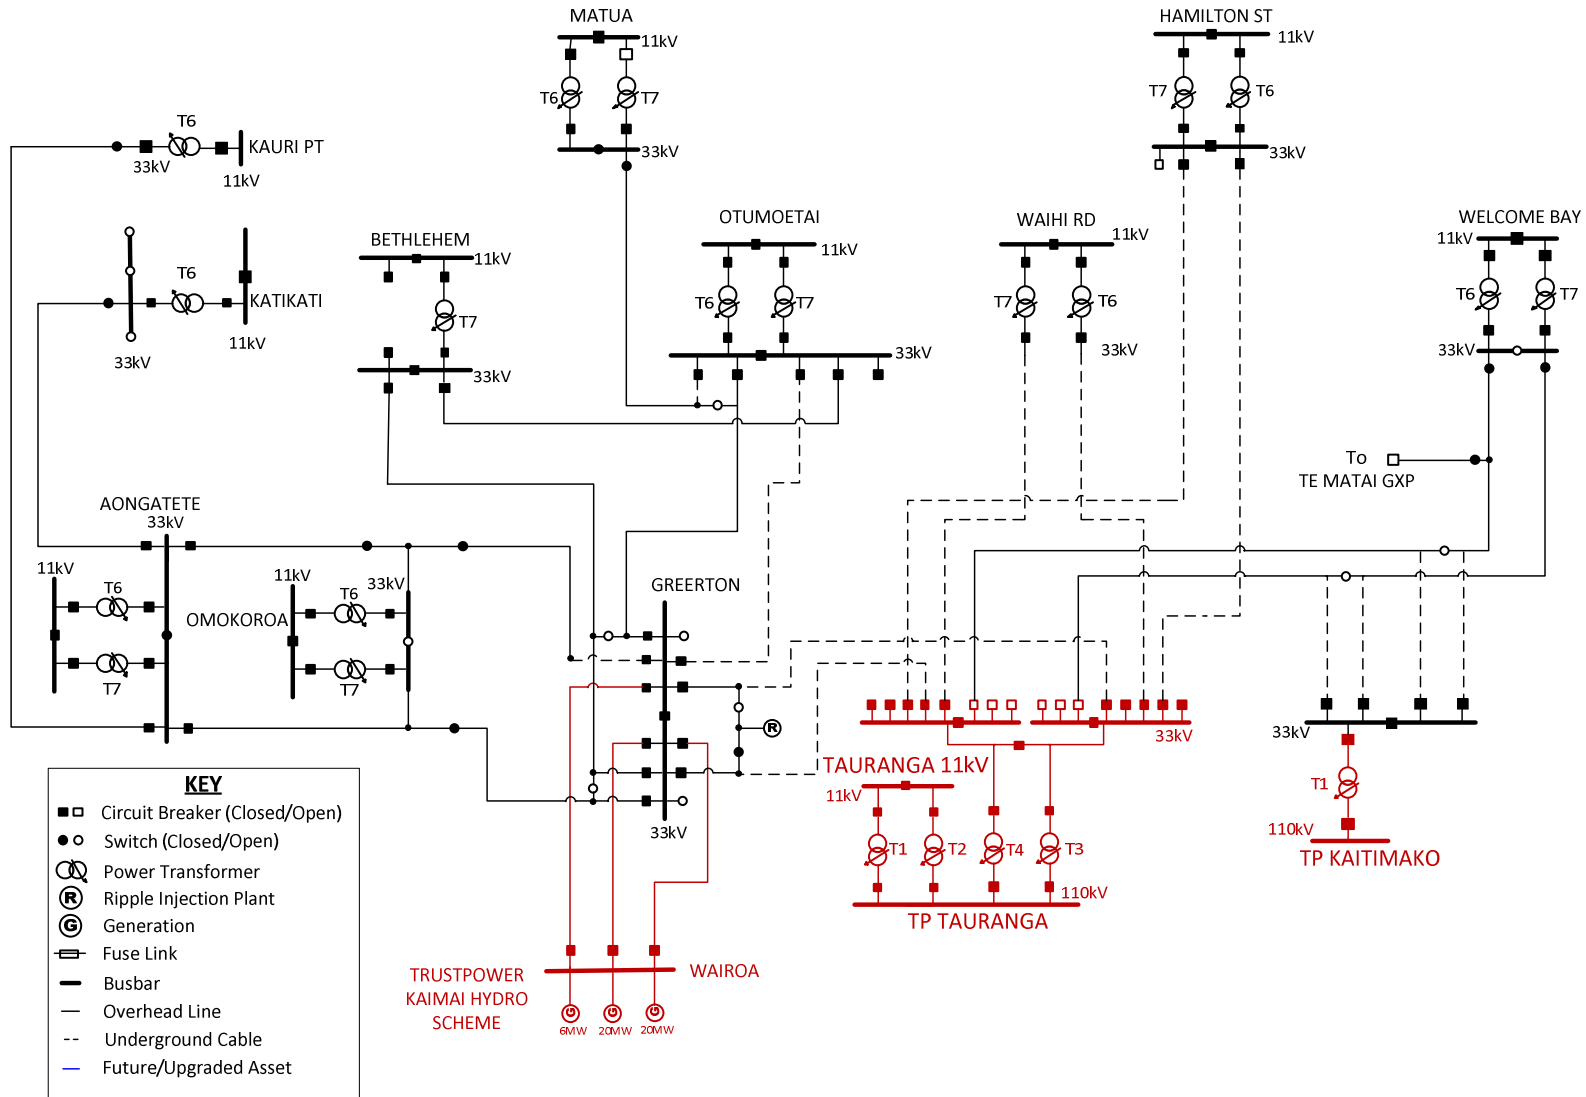 MATUA
11kV
T6
T7
33kV
HAMILTON ST
11kV
T7
T6
33kV
T6
KAURI PT
33kV
11kV
T6
KATIKATI
33kV
11kV
BETHLEHEM
11kV
T7
33kV
OTUMOETAI
11kV
T6
T7
33kV
WAIHI RD
11kV
T7
T6
33kV
WELCOME BAY
11kV
T6
T7
33kV
To
TE MATAI GXP
AONGATETE
33kV
11kV
T6
T7
OMOKOROA
11kV
33kV
T6
T7
GREERTON
R
33kV
33kV
TAURANGA 11kV
11kV
T1
T2
T4
T3
110kV
TP TAURANGA
33kV
T1
110kV
TP KAITIMAKO
TRUSTPOWER
KAIMAI HYDRO
SCHEME
WAIROA
G
G
G
6MW
20MW
20MW
KEY
Circuit Breaker (Closed/Open)
Switch (Closed/Open)
Power Transformer
R
Ripple Injection Plant
G
Generation
Fuse Link
Busbar
Overhead Line
Underground Cable
Future/Upgraded Asset